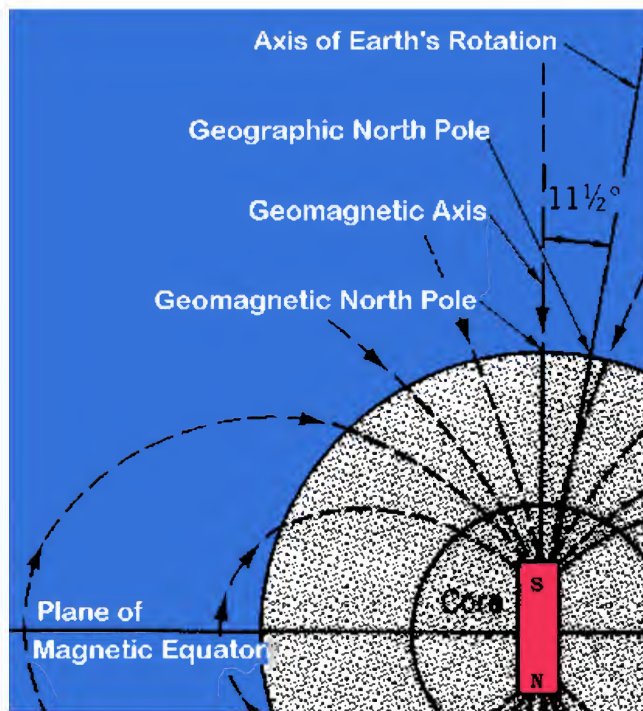 Axis of Earth's Rotation
Geographic North Pole
11½°
Geomagnetic Axis
Geomagnetic North Pole
S
Core
Plane of
Magnetic Equator
N